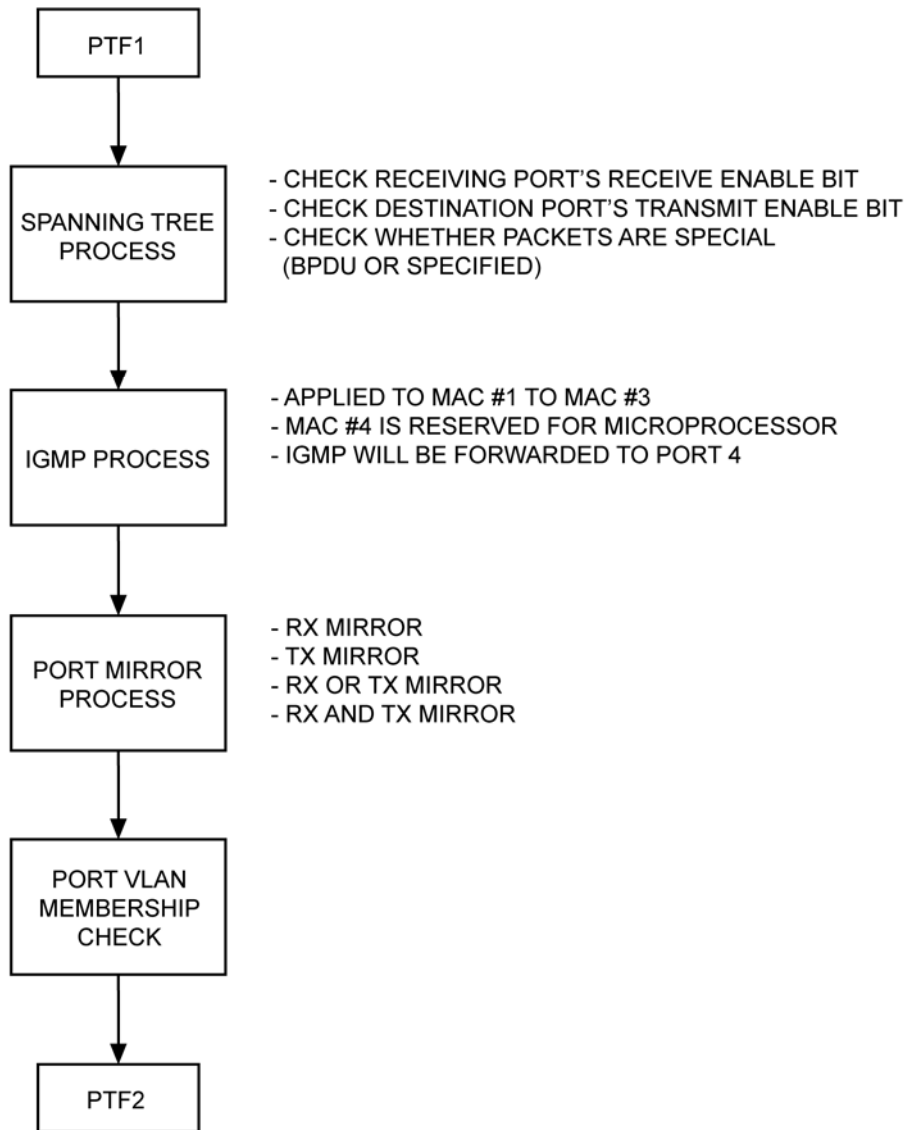 PTF1
SPANNING TREE
PROCESS
- CHECK RECEIVING PORT’S RECEIVE ENABLE BIT
- CHECK DESTINATION PORT’S TRANSMIT ENABLE BIT
- CHECK WHETHER PACKETS ARE SPECIAL
(BPDU OR SPECIFIED)
IGMP PROCESS
- APPLIED TO MAC #1 TO MAC #3
- MAC #4 IS RESERVED FOR MICROPROCESSOR
- IGMP WILL BE FORWARDED TO PORT 4
PORT MIRROR
PROCESS
- RX MIRROR
- TX MIRROR
- RX OR TX MIRROR
- RX AND TX MIRROR
PORT VLAN
MEMBERSHIP
CHECK
PTF2